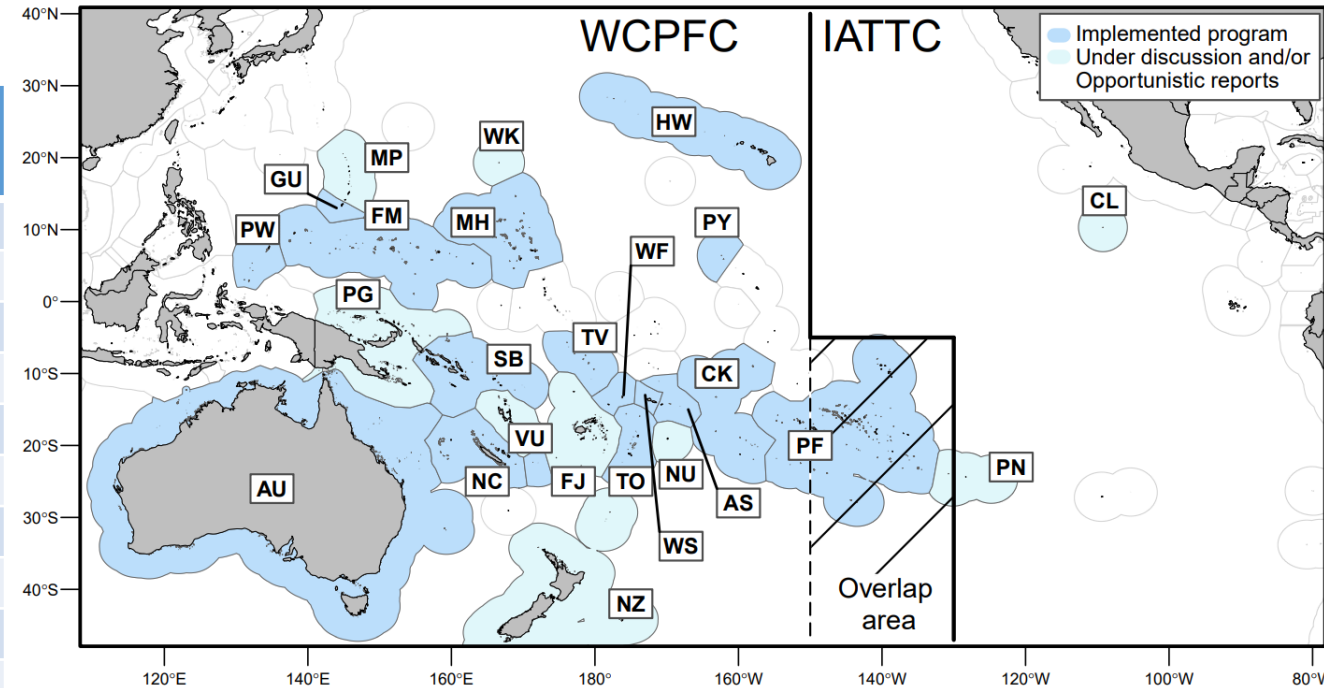 40°N
30°N
20°N
10°N
0°
10°S
20°S
30°S
40°S
WCPFC
IATTC
Implemented program
Under discussion and/or
Opportunistic reports
HW
WK
MP
GU
CL
FM
MH
PY
PW
WF
PG
TV
SB
CK
VU
PF
NU
PN
AU
NC
FJ
TO
AS
WS
NZ
Overlap
area
120°E
140°E
160°E
180°
160°W
140°W
120°W
100°W